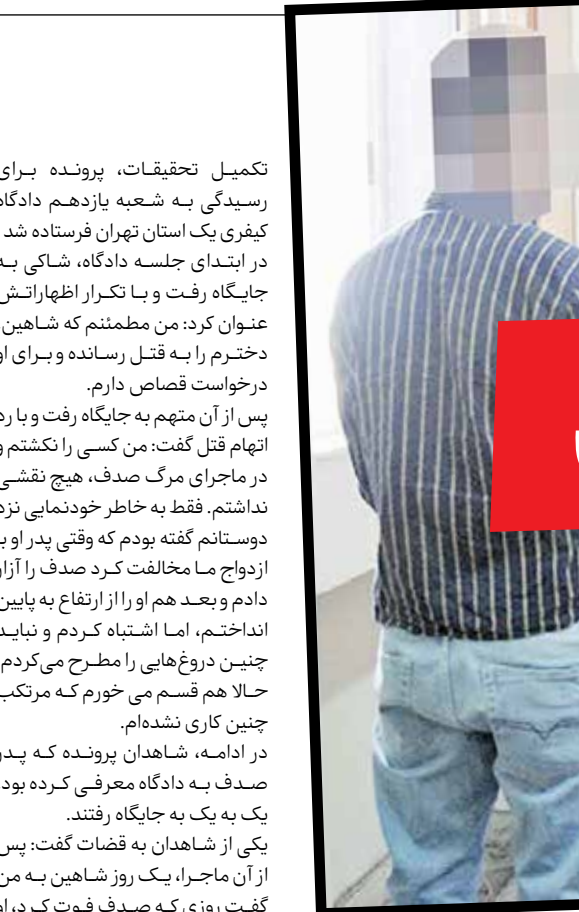 تکمیل تحقیقات، پرونده برای
رسیدگی به شعبه یازدهم دادگاه
کیفری یک استان تهران فرستاده شد
در ابتدای جلسه دادگاه، شاکی به
جایگاه رفت و با تکرار اظهاراتش
عنوان کرد: من مطمئنم که شاهین
دخترم را به قتل رسانده و برای او
درخواست قصاص دارم.
پس از آن متهم به جایگاه رفت و با رد
اتهام قتل گفت: من کسی را نکشتم و
در ماجرای مرگ صدف، هیچ نقشی
نداشتم. فقط به خاطر خودنمایی نزد
دوستانم گفته بودم که وقتی پدر او با
ازدواج ما مخالفت کرد صدف را آزار
دادم و بعد هم او را از ارتفاع به پایین
انداختم، اما اشتباه کردم و نباید
چنین دروغ‌هایی را مطرح می‌کردم
حالا هم قسم می خورم که مرتکب
چنین کاری نشده‌ام.
در ادامه، شاهدان پرونده که پدر
صدف به دادگاه معرفی کرده بود
یک به یک به جایگاه رفتند.
یکی از شاهدان به قضات گفت: پس
از آن ماجرا، یک روز شاهین به من
گفت روزی که صدف فوت کرد، او